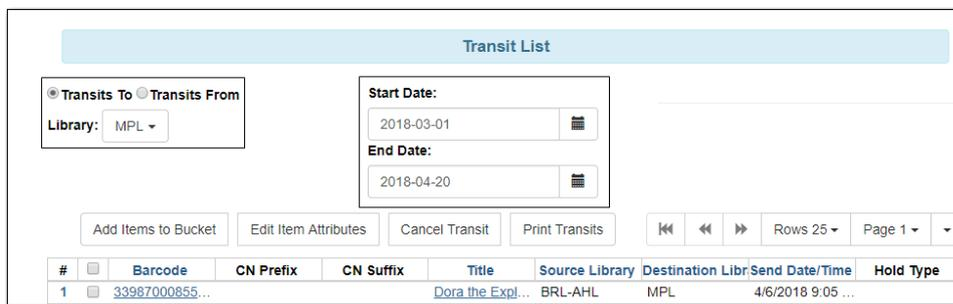 Transit List
Transits To Transits From
Library: MPL
Start Date:
2018-03-01
End Date:
2018-04-20
Add Items to Bucket Edit Item Attributes Cancel Transit Print Transits Rows 25 Page 1
# Barcode CN Prefix CN Suffix Title Source Library Destination Libr Send Date/Time Hold Type
1 33987000855... Dora the Expl... BRL-AHL MPL 4/6/2018 9:05 ...